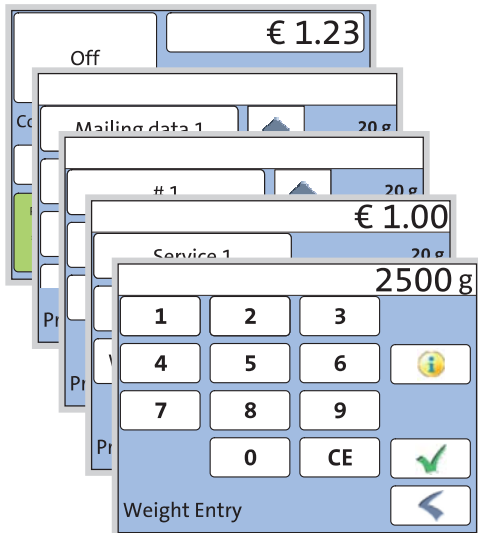 € 1.23
Off
Mailing data 1
20 g
# 1
20 g
€ 1.00
Service 1
20 g
2500 g
1 2 3
4 5 6
7 8 9
0 CE
Weight Entry